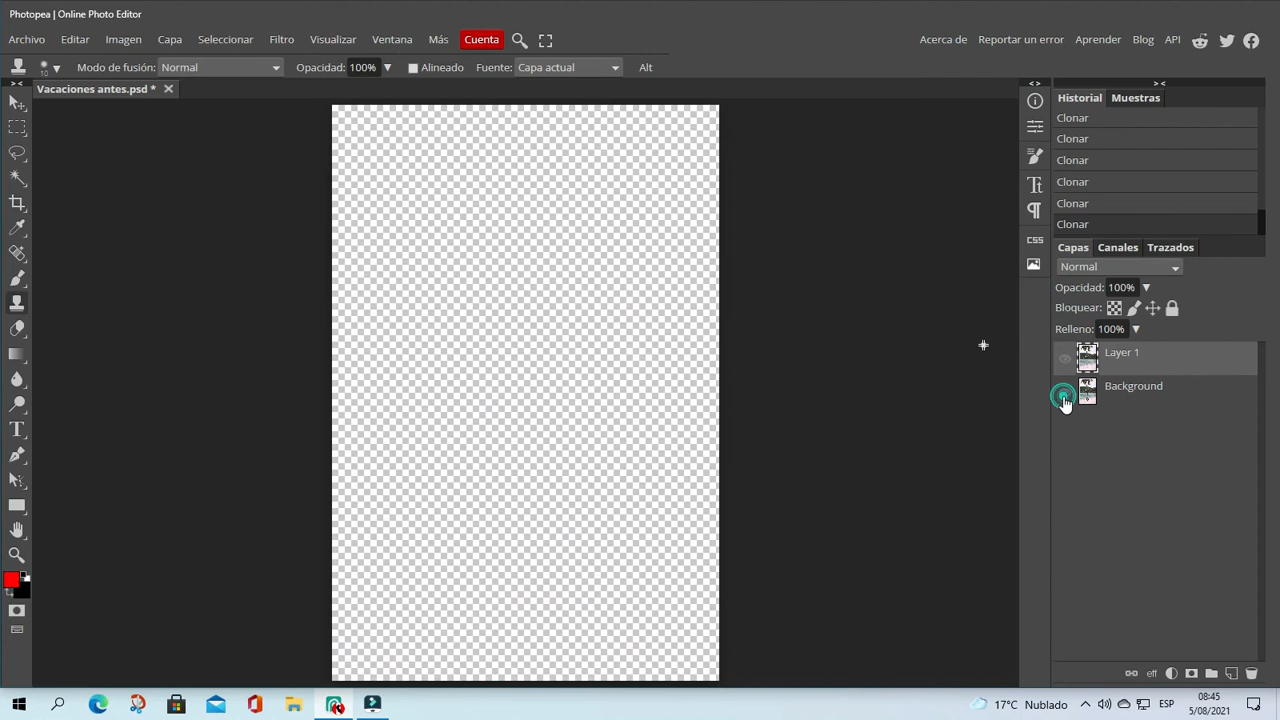 Photopea | Online Photo Editor
Archivo Editar Imagen Capa Seleccionar Filtro Visualizar Ventana Más Cuenta Acerca de Reportar un error Aprender Blog API
10 Modo de fusión: Normal Opacidad: 100% Alineado Fuente: Capa actual Alt
Vacaciones antes.psd *
Historial Muestras
Clonar
Clonar
Clonar
Clonar
Clonar
Clonar
CSS
Capas Canales Trazados
Normal
Opacidad: 100%
Bloquear:
Relleno: 100%
Layer 1
Background
eff
17°C Nublado ESP
08:45
5/08/2021